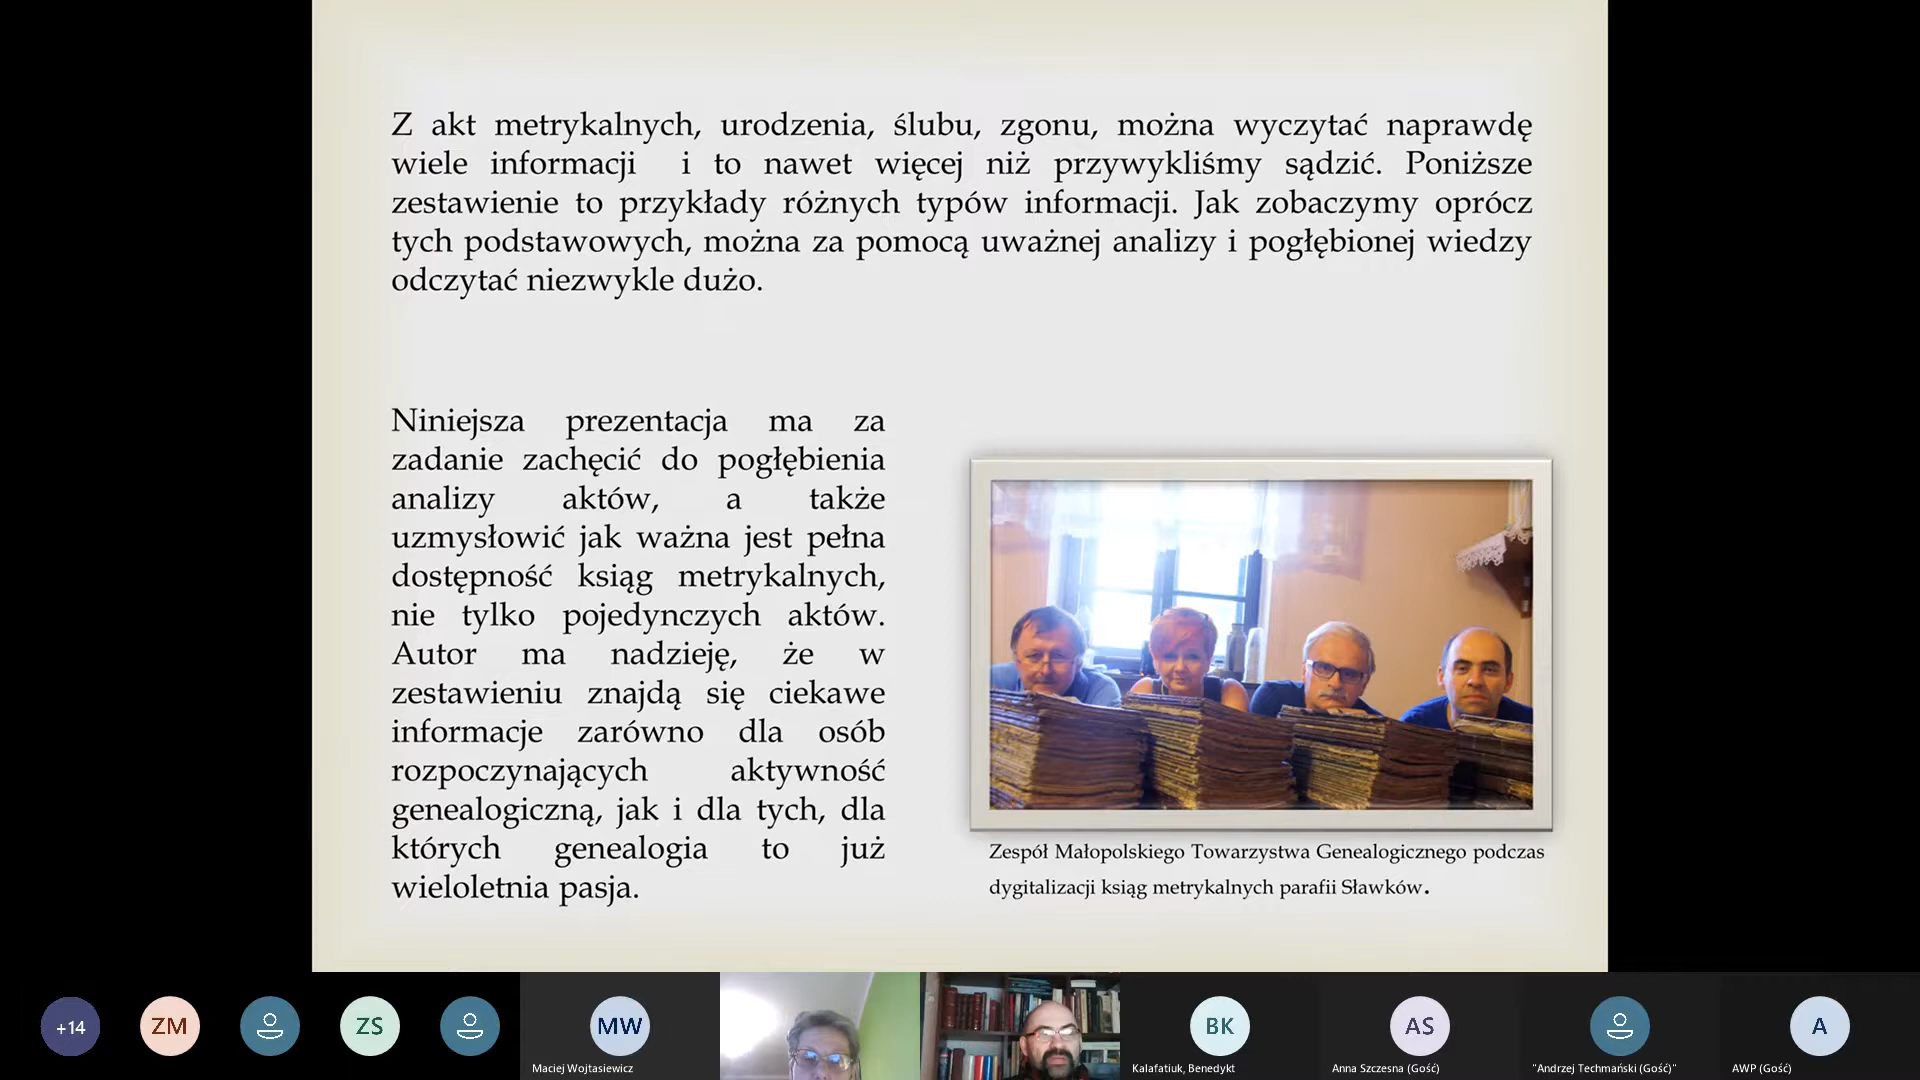 Z akt metrykalnych, urodzenia, ślubu, zgonu, można wyczytać naprawdę
wiele informacji i to nawet więcej niż przywykliśmy sądzić. Poniższe
zestawienie to przykłady różnych typów informacji. Jak zobaczymy oprócz
tych podstawowych, można za pomocą uważnej analizy i pogłębionej wiedzy
odczytać niezwykle dużo.
Niniejsza prezentacja ma za
zadanie zachęcić do pogłębienia
analizy aktów, a także
uzmysłowić jak ważna jest pełna
dostępność ksiąg metrykalnych,
nie tylko pojedynczych aktów.
Autor ma nadzieję, że w
zestawieniu znajdą się ciekawe
informacje zarówno dla osób
rozpoczynających aktywność
genealogiczną, jak i dla tych, dla
których genealogia to już
wieloletnia pasja.
Zespół Małopolskiego Towarzystwa Genealogicznego podczas
dygitalizacji ksiąg metrykalnych parafii Sławków.
+14
ZM
ZS
MW
Maciej Wojtasiewicz
BK
Kalafatiuk, Benedykt
AS
Anna Szczesna (Gość)
"Andrzej Techmański (Gość)"
A
AWP (Gość)